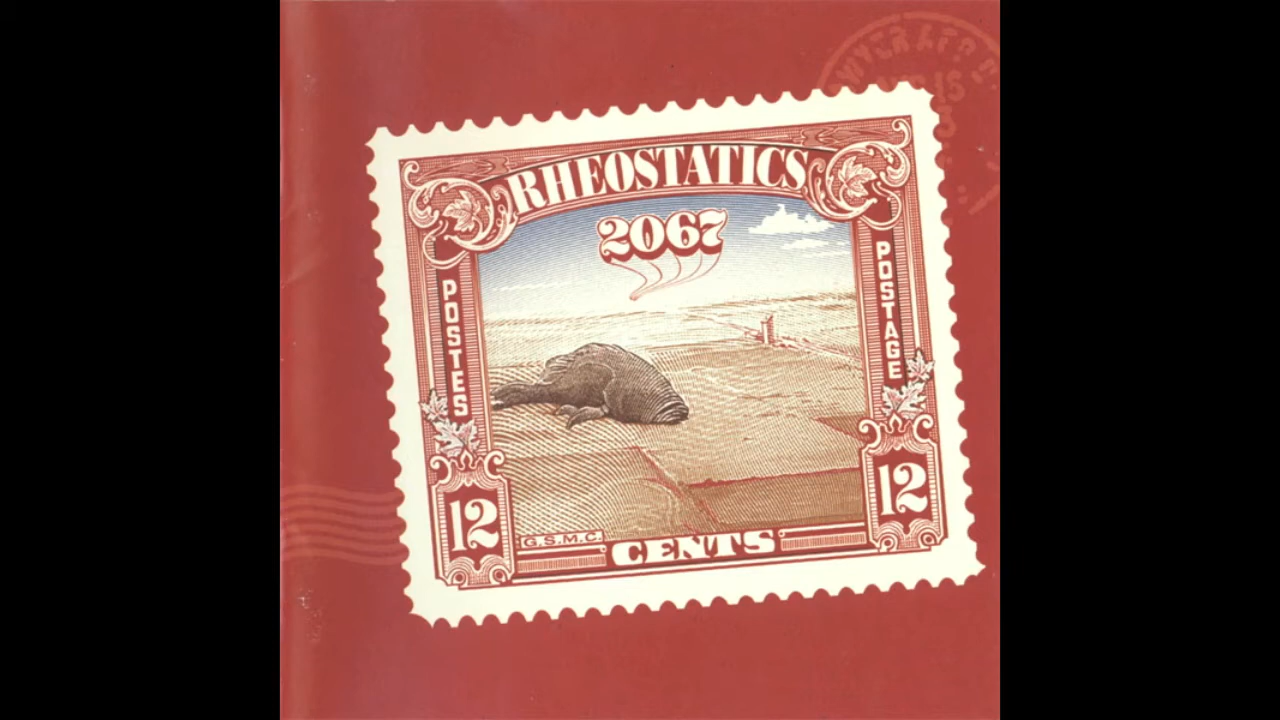 RHEOSTATICS
2067
POSTES
POSTAGE
12
12
G.S.M.C.
CENTS